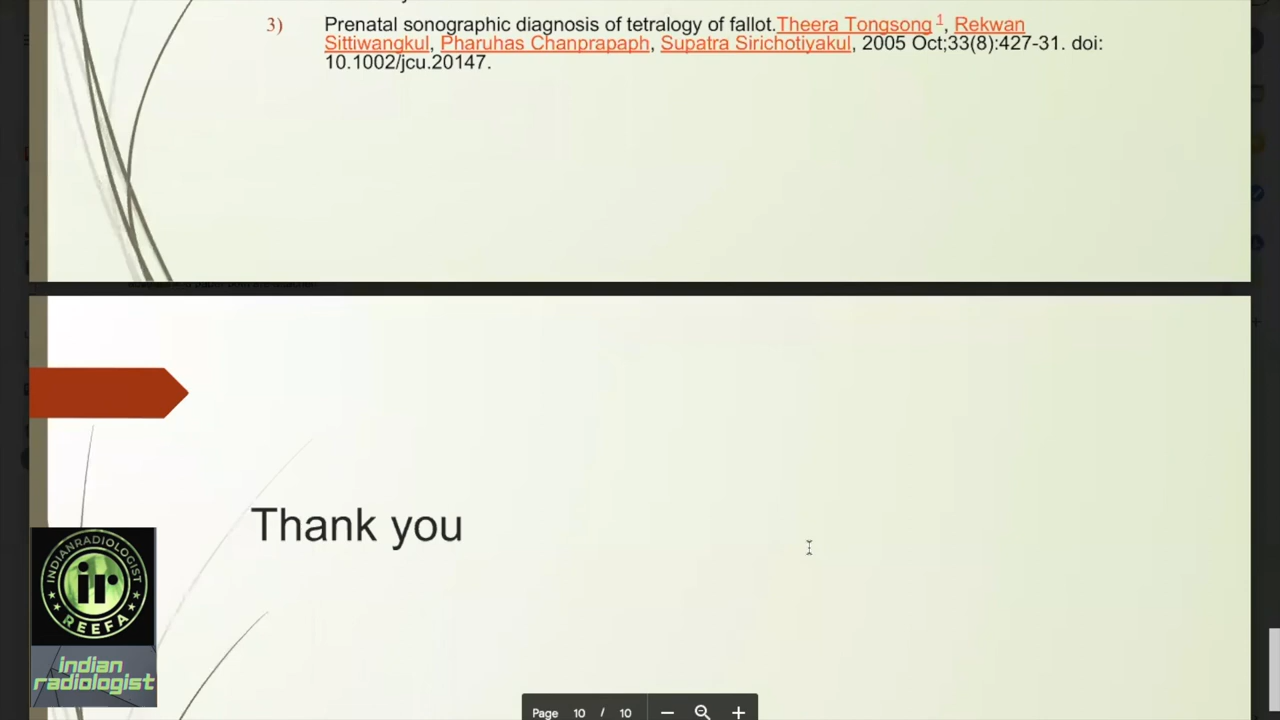 3) Prenatal sonographic diagnosis of tetralogy of fallot.Theera Tongsong 1, Rekwan
Sittiwangkul, Pharuhas Chanprapaph, Supatra Sirichotiyakul, 2005 Oct;33(8):427-31. doi:
10.1002/jcu.20147.
Thank you
INDIANRADIOLOGIST
ir
REEFA
indian
radiologist
Page 10 / 10